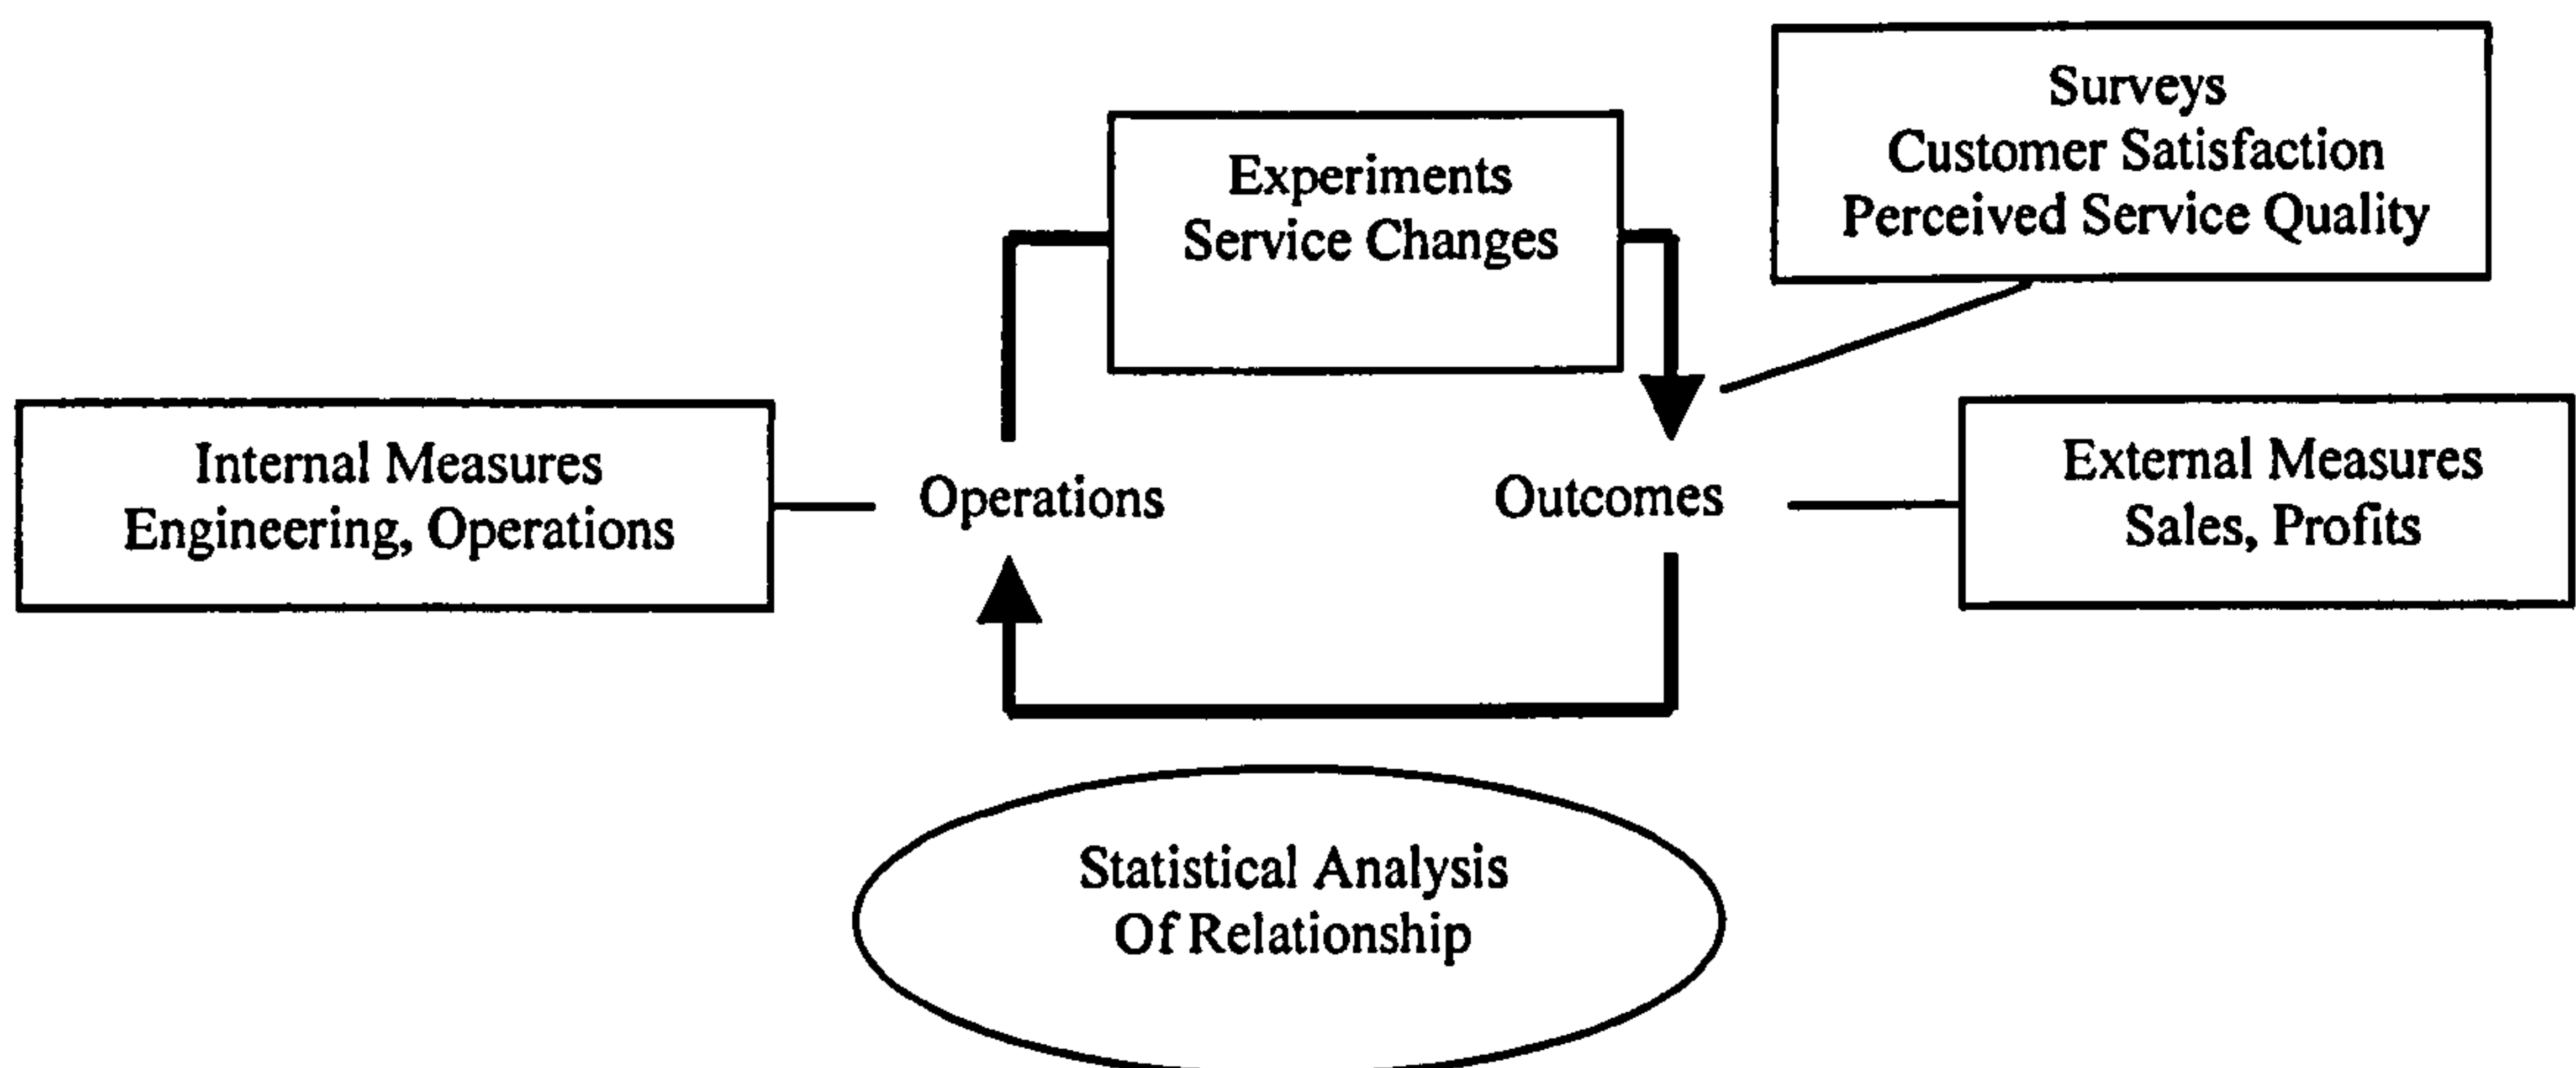 Surveys
Customer Satisfaction
Perceived Service Quality
Experiments
Service Changes
Internal Measures
Engineering, Operations
Operations
Outcomes
External Measures
Sales, Profits
Statistical Analysis
Of Relationship